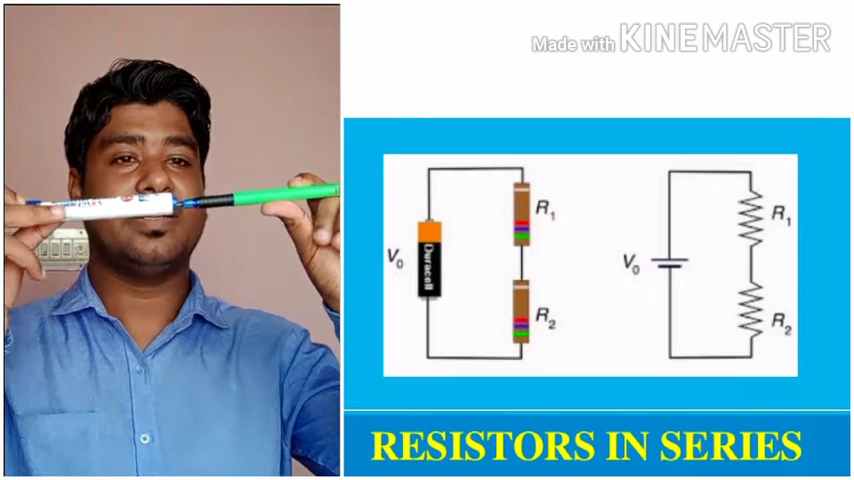 Made with KINEMASTER
Duracell
V0
R1
R2
V0
R1
R2
RESISTORS IN SERIES